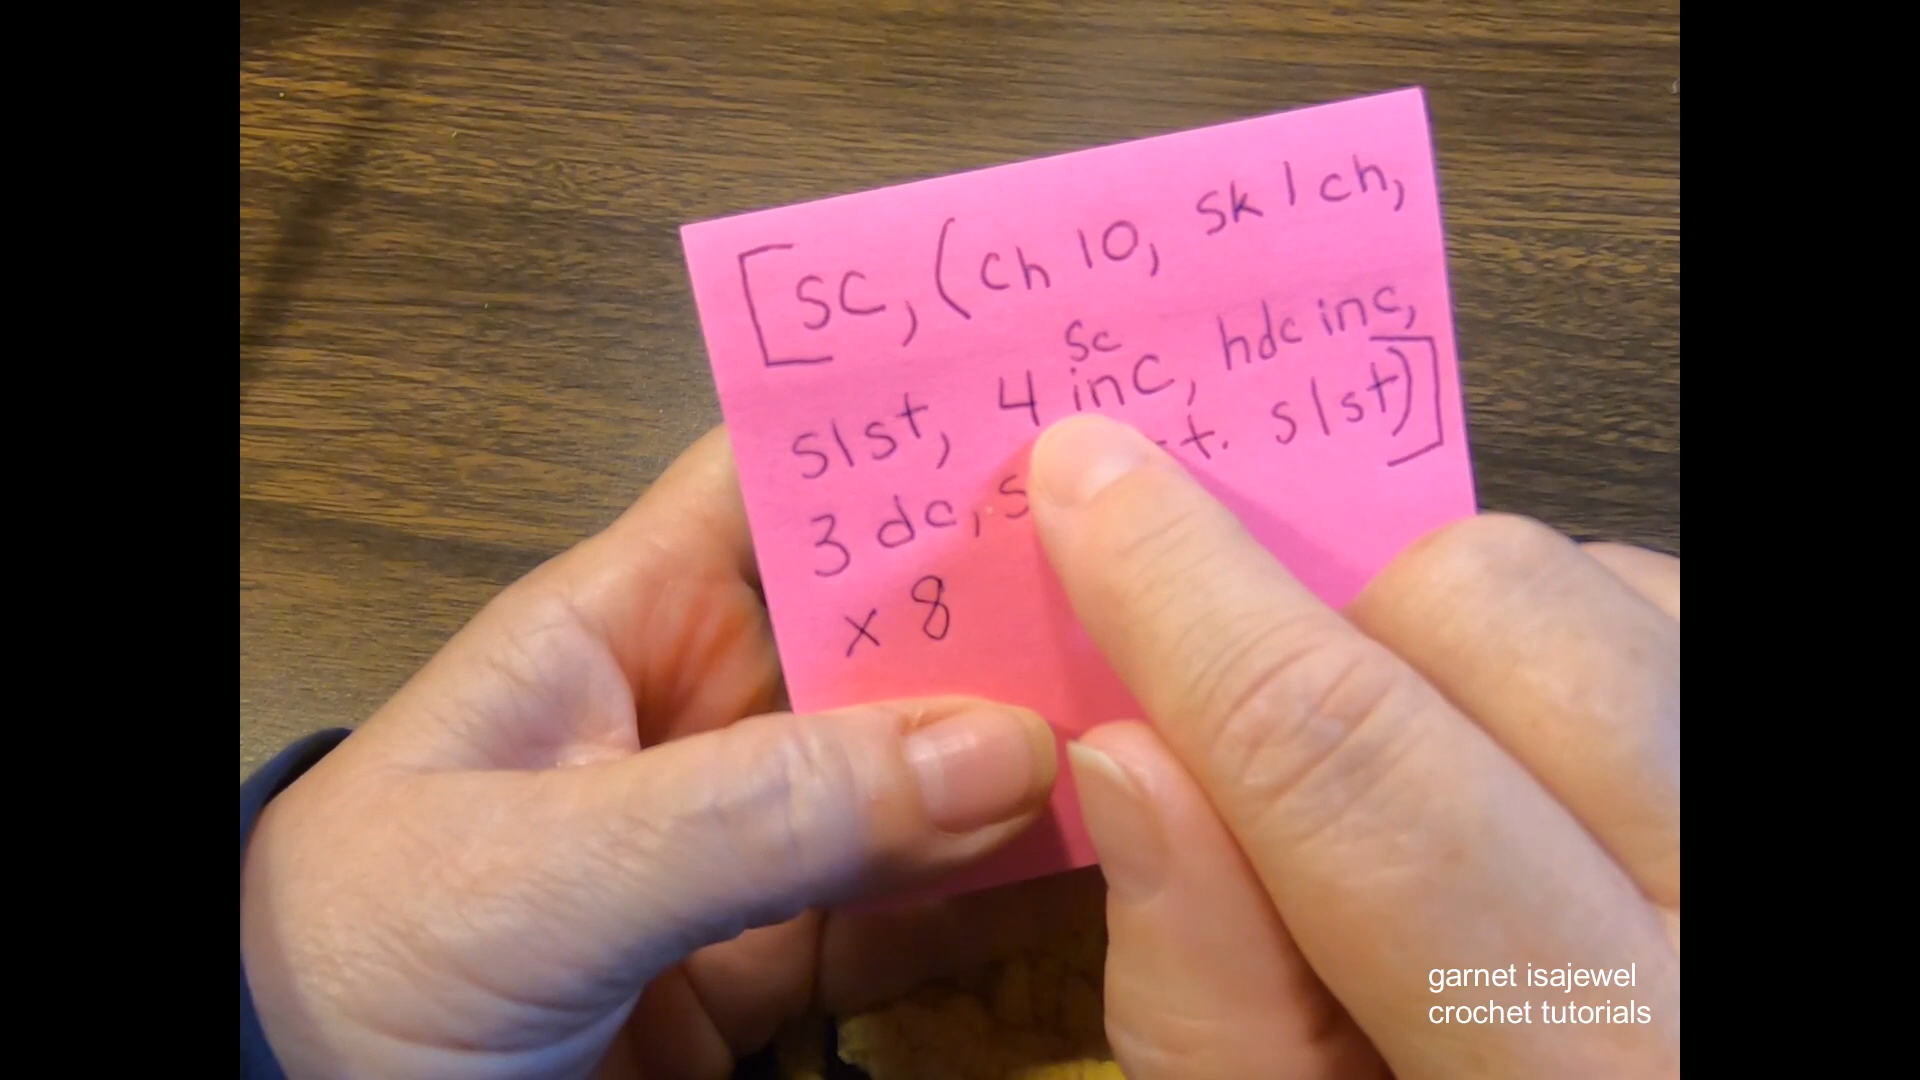 [SC, (ch 10, sk 1 ch,
slst, 4 sc inc, hdc inc,
3 dc, slst)]
x 8
garnet isajewel
crochet tutorials